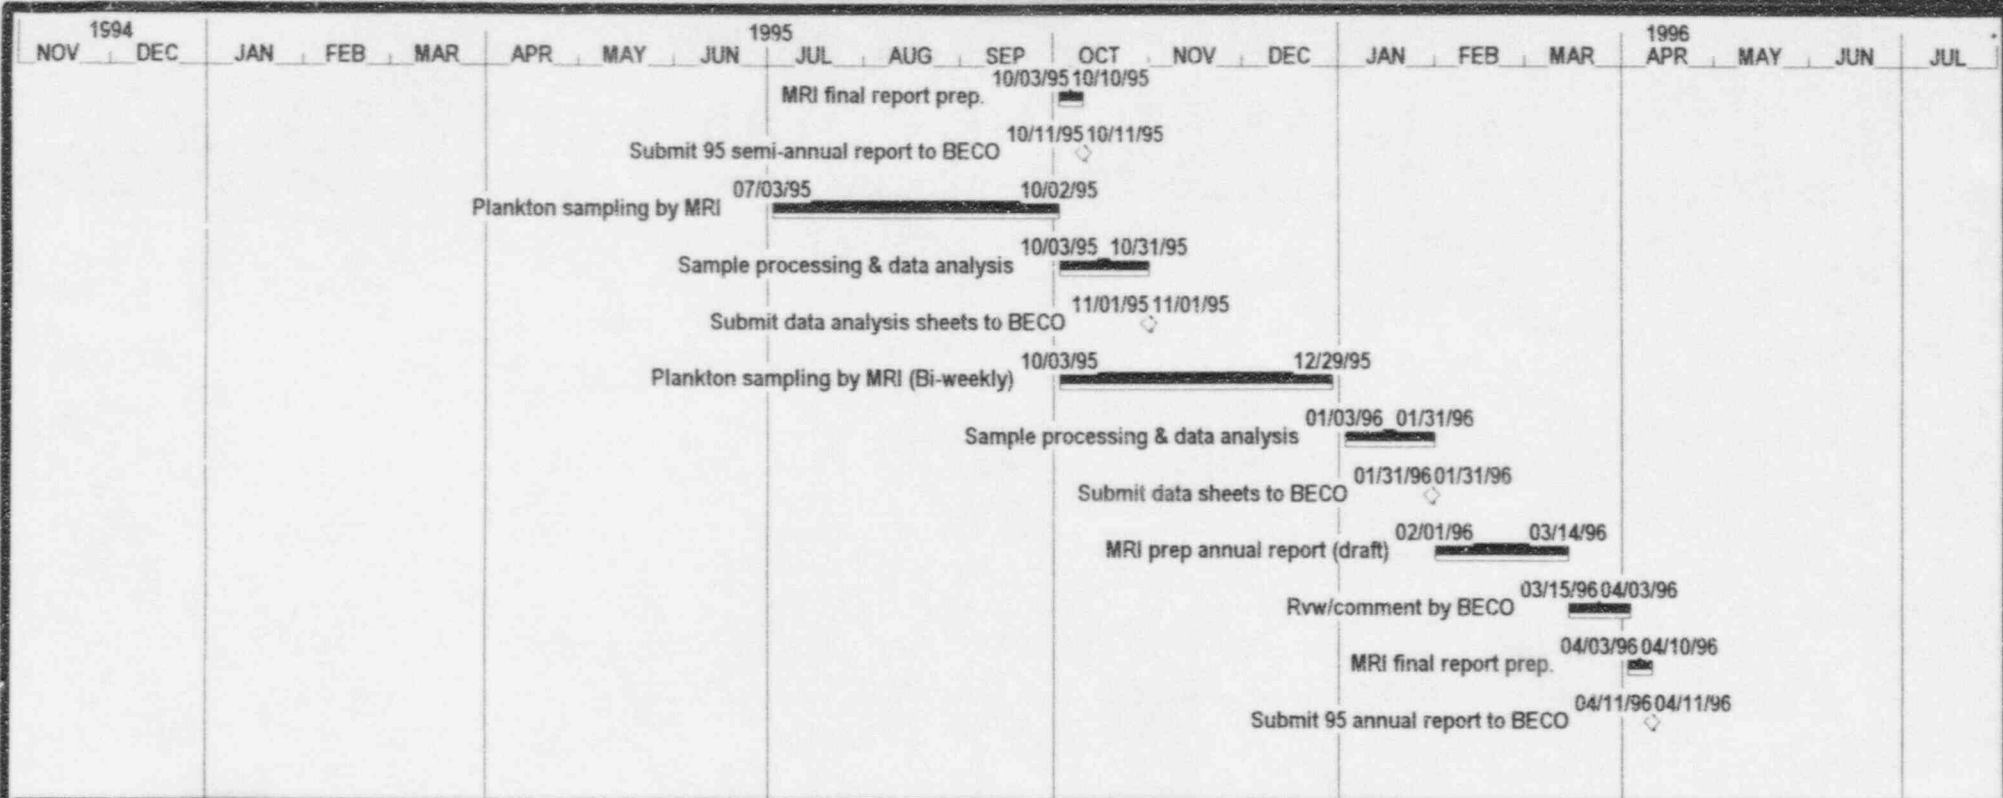 1994 1995 1996
NOV DEC JAN FEB MAR APR MAY JUN JUL AUG SEP OCT NOV DEC JAN FEB MAR APR MAY JUN JUL
10/03/95 10/10/95
MRI final report prep.
10/11/95 10/11/95
Submit 95 semi-annual report to BECO
07/03/95 10/02/95
Plankton sampling by MRI
10/03/95 10/31/95
Sample processing & data analysis
11/01/95 11/01/95
Submit data analysis sheets to BECO
10/03/95 12/29/95
Plankton sampling by MRI (Bi-weekly)
01/03/96 01/31/96
Sample processing & data analysis
01/31/96 01/31/96
Submit data sheets to BECO
02/01/96 03/14/96
MRI prep annual report (draft)
03/15/96 04/03/96
Rvw/comment by BECO
04/03/96 04/10/96
MRI final report prep.
04/11/96 04/11/96
Submit 95 annual report to BECO